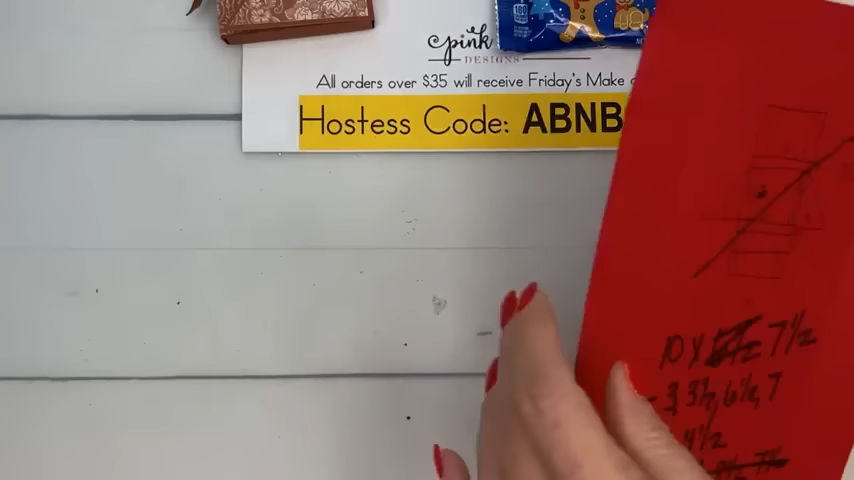 180
pink
DESIGNS
All orders over $35 will receive Friday's Make
Hostess Code: ABNB
10 x 7½
3, 3½, 6½, 7
4½